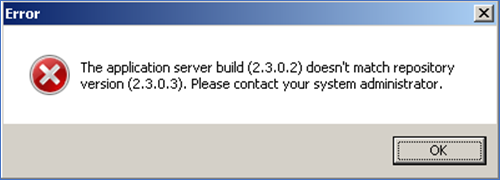 Error
The application server build (2.3.0.2) doesn't match repository
version (2.3.0.3). Please contact your system administrator.
OK